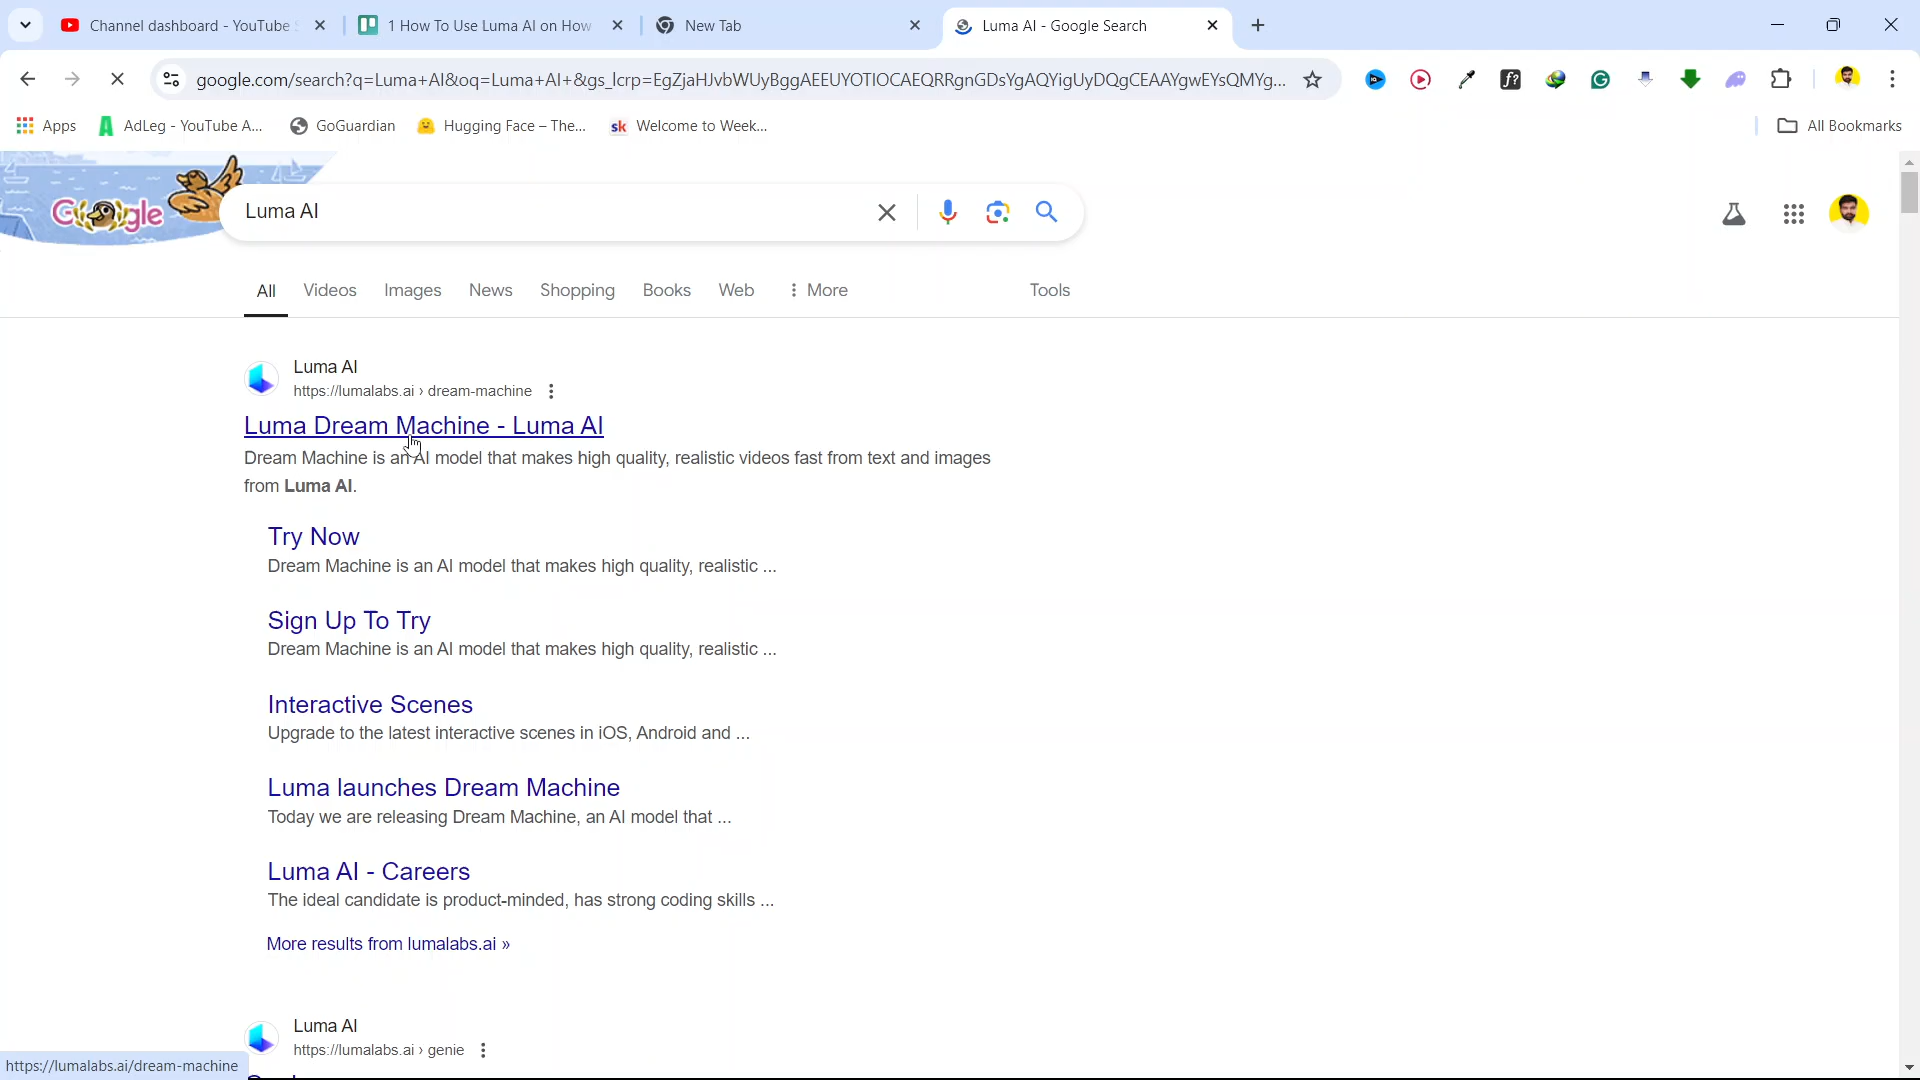 Channel dashboard - YouTube S
1 How To Use Luma AI on How
New Tab
Luma AI - Google Search
google.com/search?q=Luma+AI&oq=Luma+AI+&gs_lcrp=EgZjaHJvbWUyBggAEEUYOTIOCAEQRRgnGDsYgAQYigUyDQgCEAAYgwEYsQMYg...
Apps
AdLeg - YouTube A...
GoGuardian
Hugging Face – The...
sk Welcome to Week...
All Bookmarks
Google
Luma AI
All
Videos
Images
News
Shopping
Books
Web
More
Tools
Luma AI
https://lumalabs.ai › dream-machine
Luma Dream Machine - Luma AI
Dream Machine is an AI model that makes high quality, realistic videos fast from text and images
from Luma AI.
Try Now
Dream Machine is an AI model that makes high quality, realistic ...
Sign Up To Try
Dream Machine is an AI model that makes high quality, realistic ...
Interactive Scenes
Upgrade to the latest interactive scenes in iOS, Android and ...
Luma launches Dream Machine
Today we are releasing Dream Machine, an AI model that ...
Luma AI - Careers
The ideal candidate is product-minded, has strong coding skills ...
More results from lumalabs.ai »
Luma AI
https://lumalabs.ai › genie
https://lumalabs.ai/dream-machine